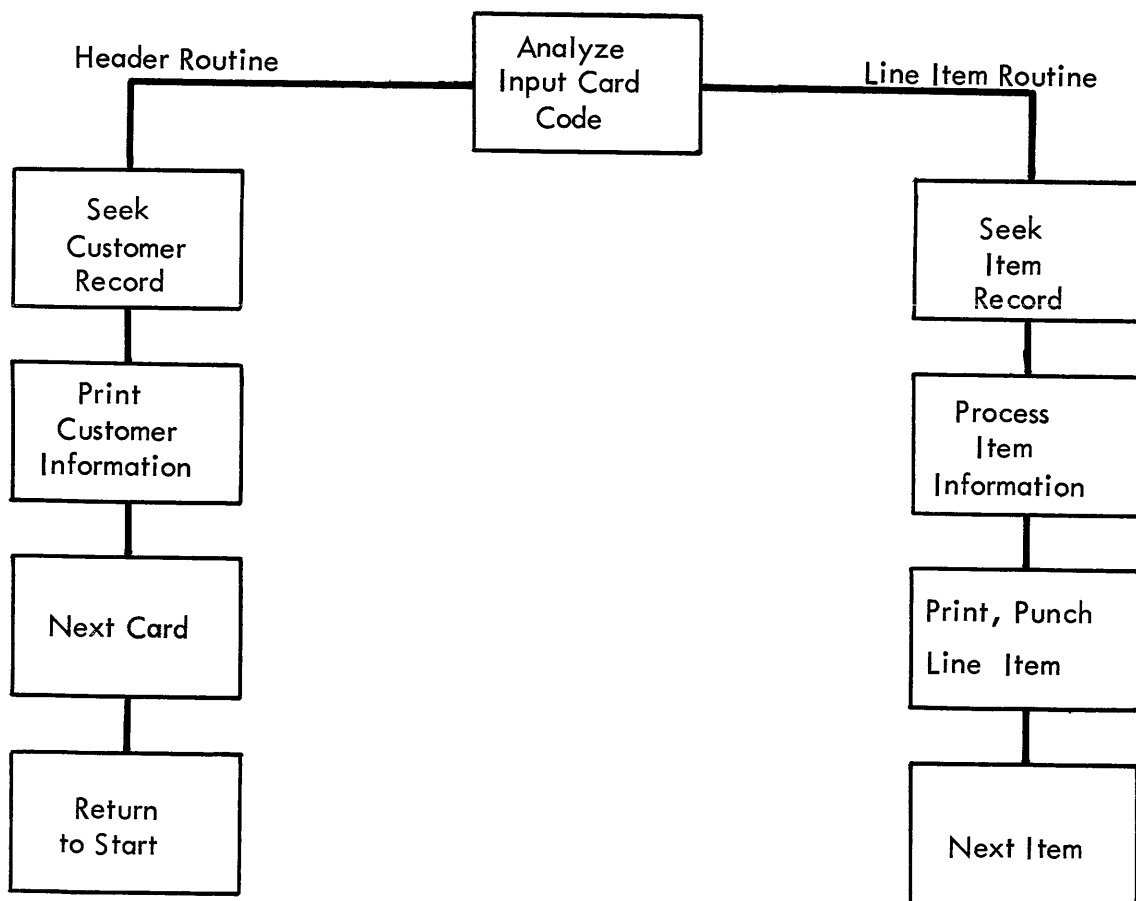 Header Routine
Analyze
Input Card
Code
Line Item Routine
Seek
Customer
Record
Print
Customer
Information
Next Card
Return
to Start
Seek
Item
Record
Process
Item
Information
Print, Punch
Line Item
Next Item